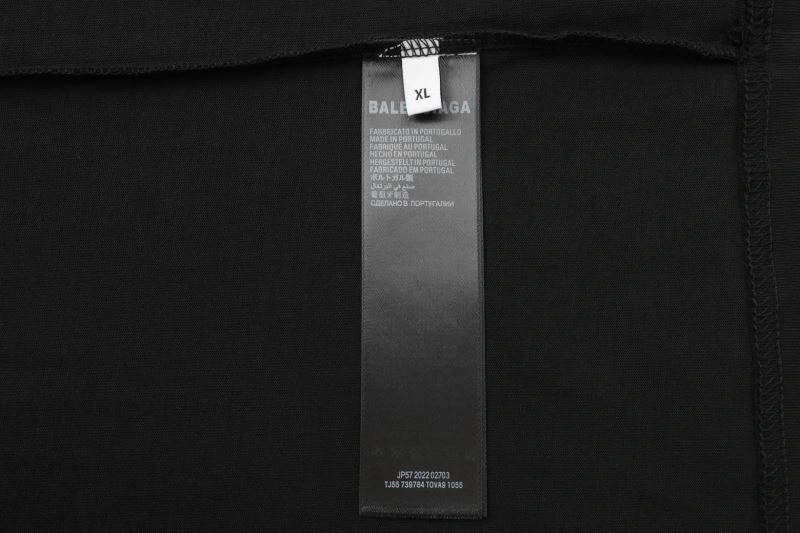 XL
BALENCIAGA
FABRICATO IN PORTOGALLO
MADE IN PORTUGAL
FABRIQUÉ AU PORTUGAL
HECHO EN PORTUGAL
HERGESTELLT IN PORTUGAL
FABRICADO EM PORTUGAL
ポルトガル製
صنع في البرتغال
葡萄牙制造
СДЕЛАНО В ПОРТУГАЛИИ
JP57 2022 02703
TJ55 739784 TOVA9 1055